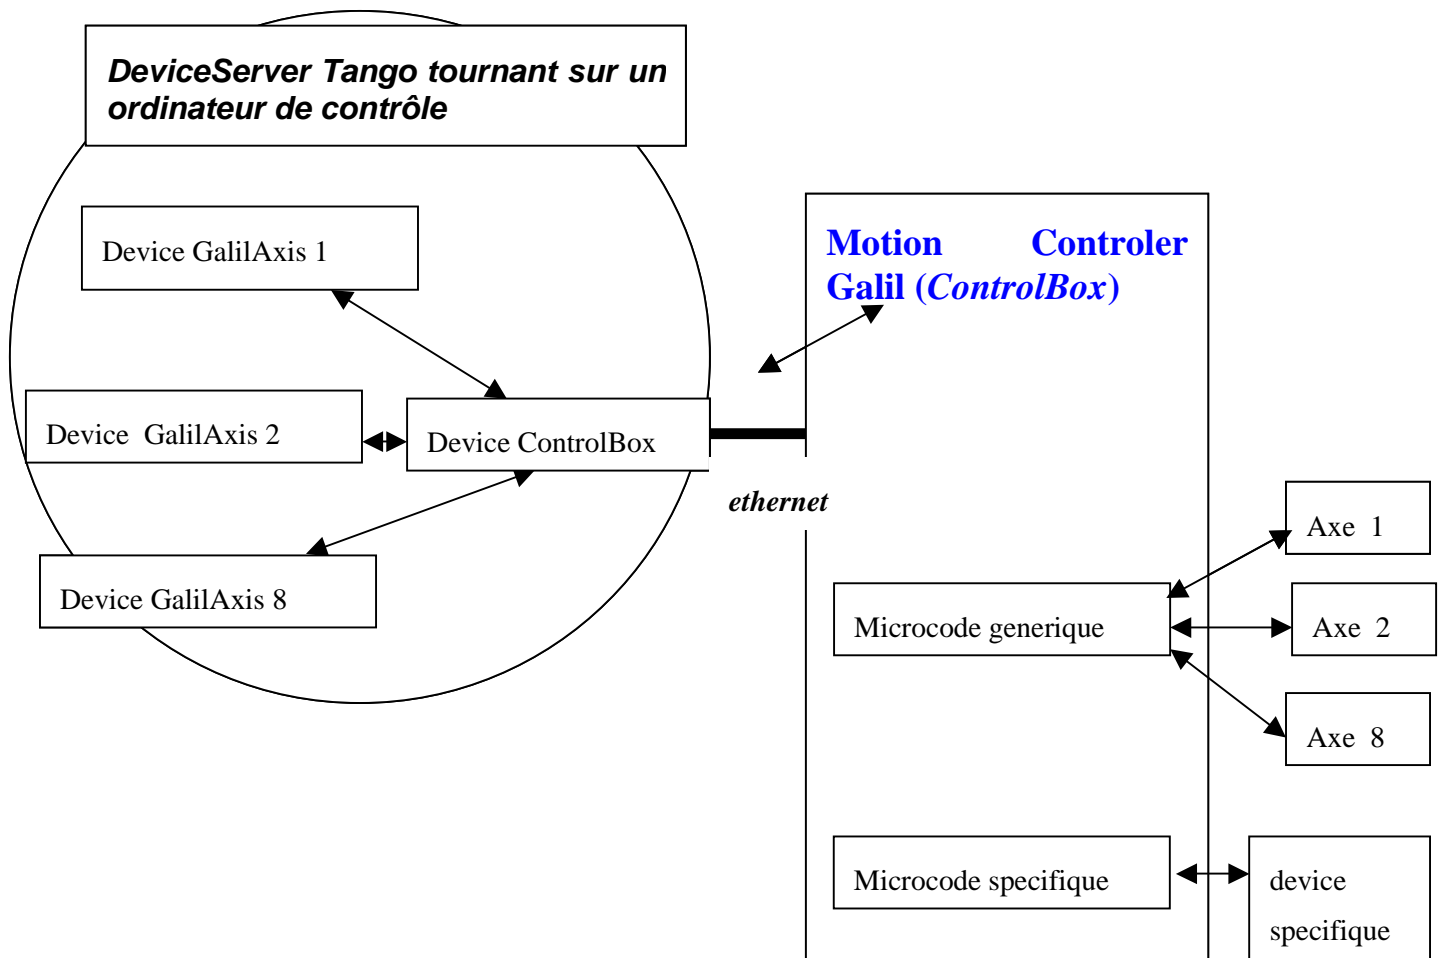 DeviceServer Tango tournant sur un
ordinateur de contrôle
Device GalilAxis 1
Motion Controler
Galil (ControlBox)
Device GalilAxis 2
Device ControlBox
ethernet
Axe 1
Device GalilAxis 8
Microcode generique
Axe 2
Axe 8
Microcode specifique
device
specifique